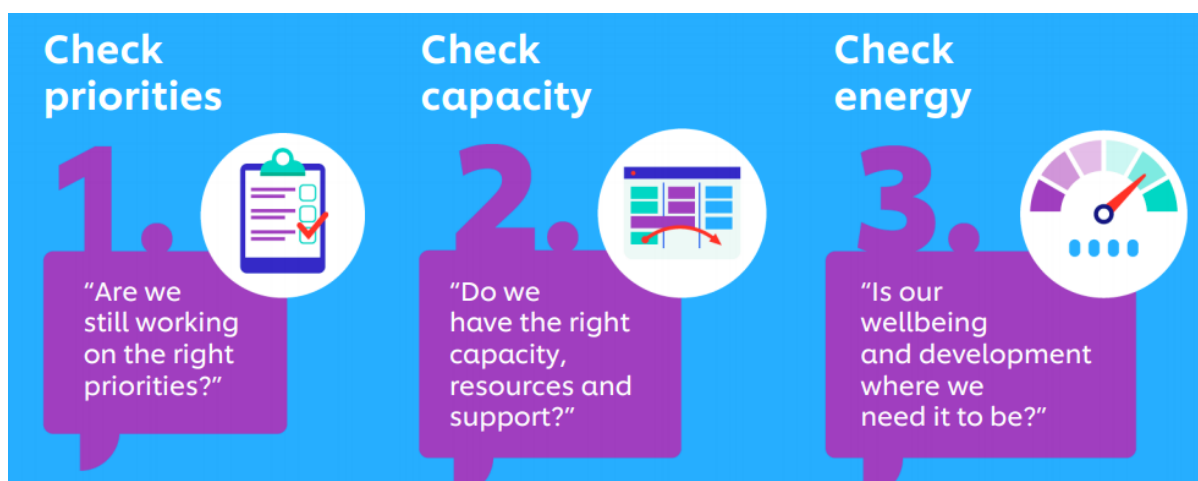 Check
priorities
1.
“Are we
still working
on the right
priorities?”
Check
capacity
2.
“Do we
have the right
capacity,
resources and
support?”
Check
energy
3.
“Is our
wellbeing
and development
where we
need it to be?”